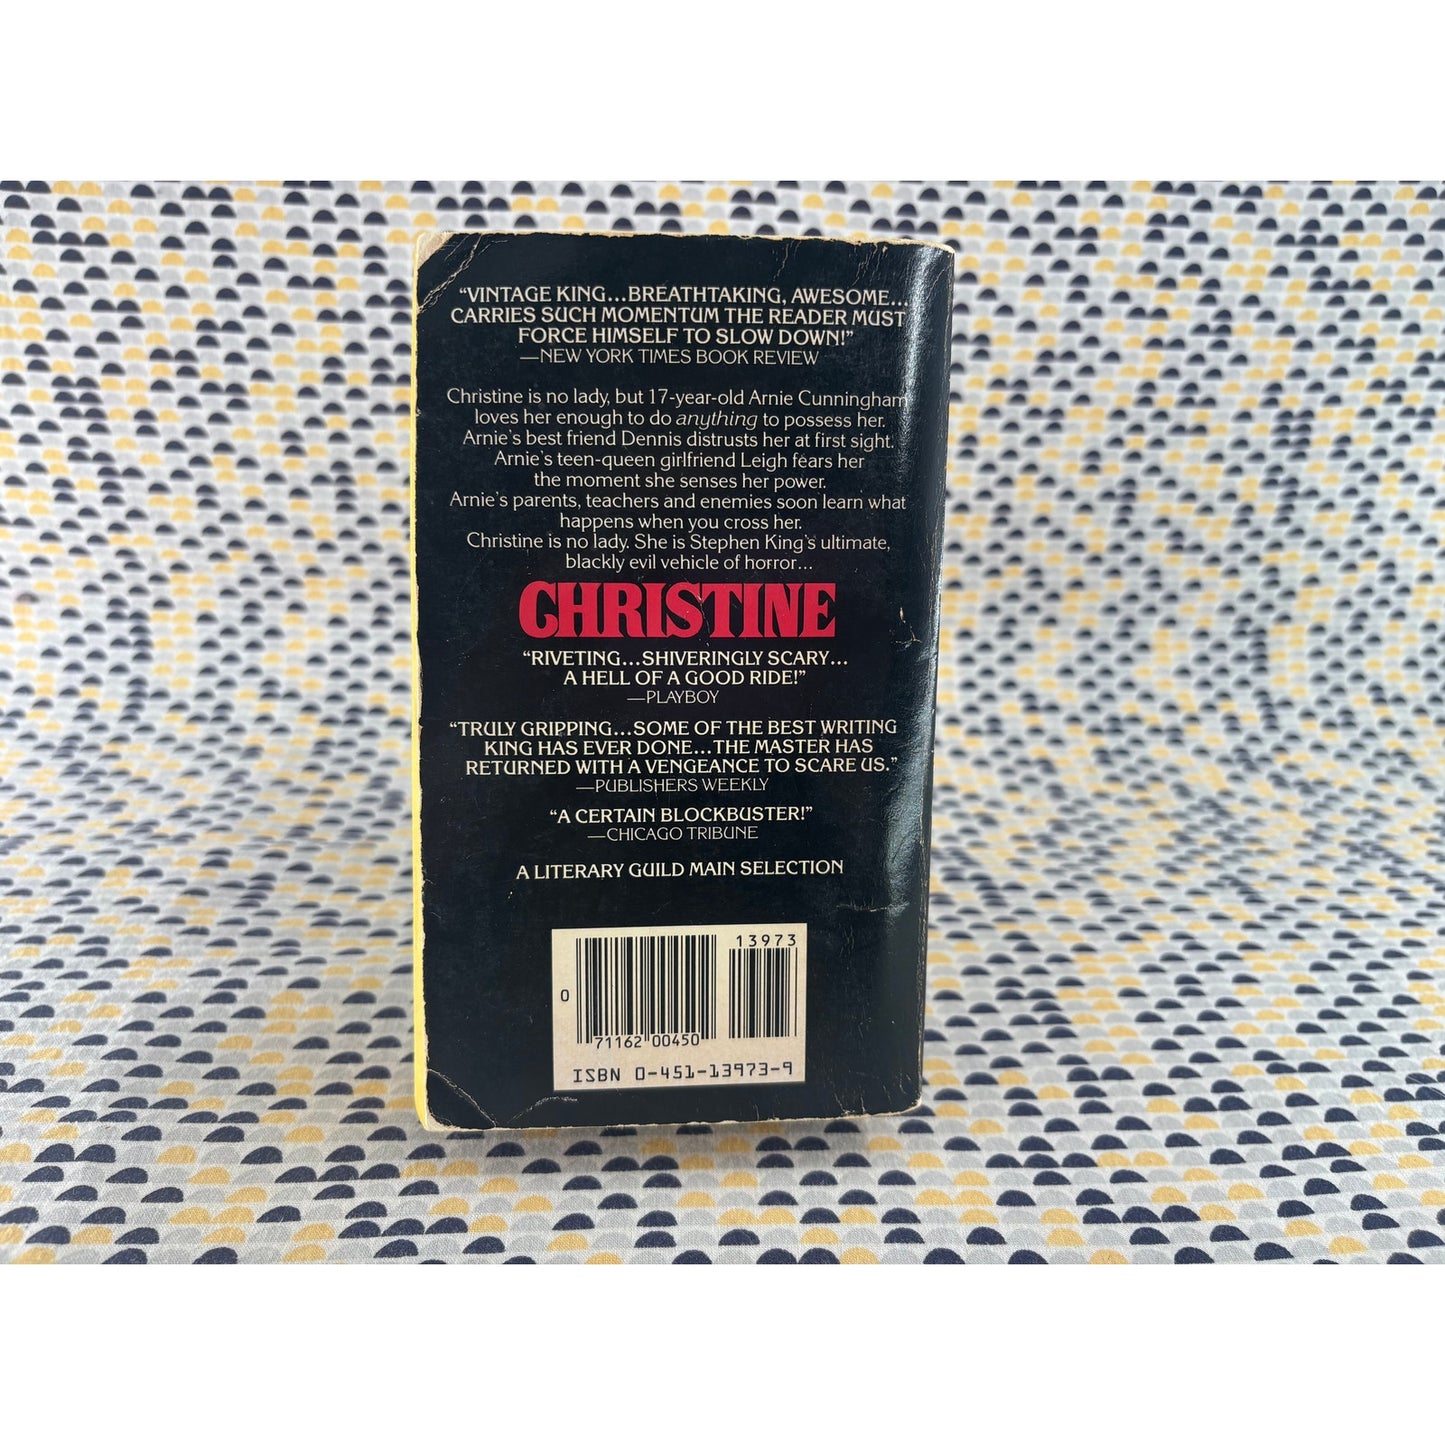 “VINTAGE KING...BREATHTAKING, AWESOME...
CARRIES SUCH MOMENTUM THE READER MUST
FORCE HIMSELF TO SLOW DOWN!”
—NEW YORK TIMES BOOK REVIEW
Christine is no lady, but 17-year-old Arnie Cunningham
loves her enough to do anything to possess her.
Arnie’s best friend Dennis distrusts her at first sight.
Arnie’s teen-queen girlfriend Leigh fears her
the moment she senses her power.
Arnie’s parents, teachers and enemies soon learn what
happens when you cross her.
Christine is no lady. She is Stephen King’s ultimate,
blackly evil vehicle of horror...
CHRISTINE
“RIVETING...SHIVERINGLY SCARY...
A HELL OF A GOOD RIDE!”
—PLAYBOY
“TRULY GRIPPING...SOME OF THE BEST WRITING
KING HAS EVER DONE...THE MASTER HAS
RETURNED WITH A VENGEANCE TO SCARE US.”
—PUBLISHERS WEEKLY
“A CERTAIN BLOCKBUSTER!”
—CHICAGO TRIBUNE
A LITERARY GUILD MAIN SELECTION
13973
0 71162 00450
ISBN 0-451-13973-9